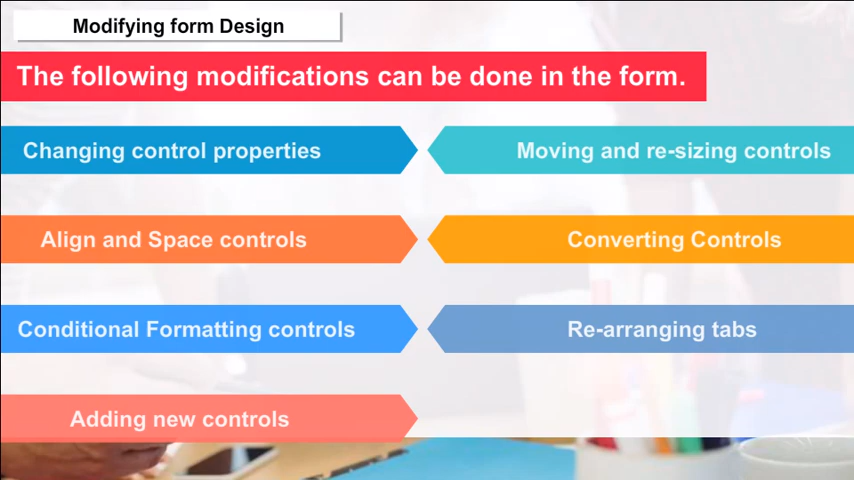 Modifying form Design
The following modifications can be done in the form.
Changing control properties
Moving and re-sizing controls
Align and Space controls
Converting Controls
Conditional Formatting controls
Re-arranging tabs
Adding new controls